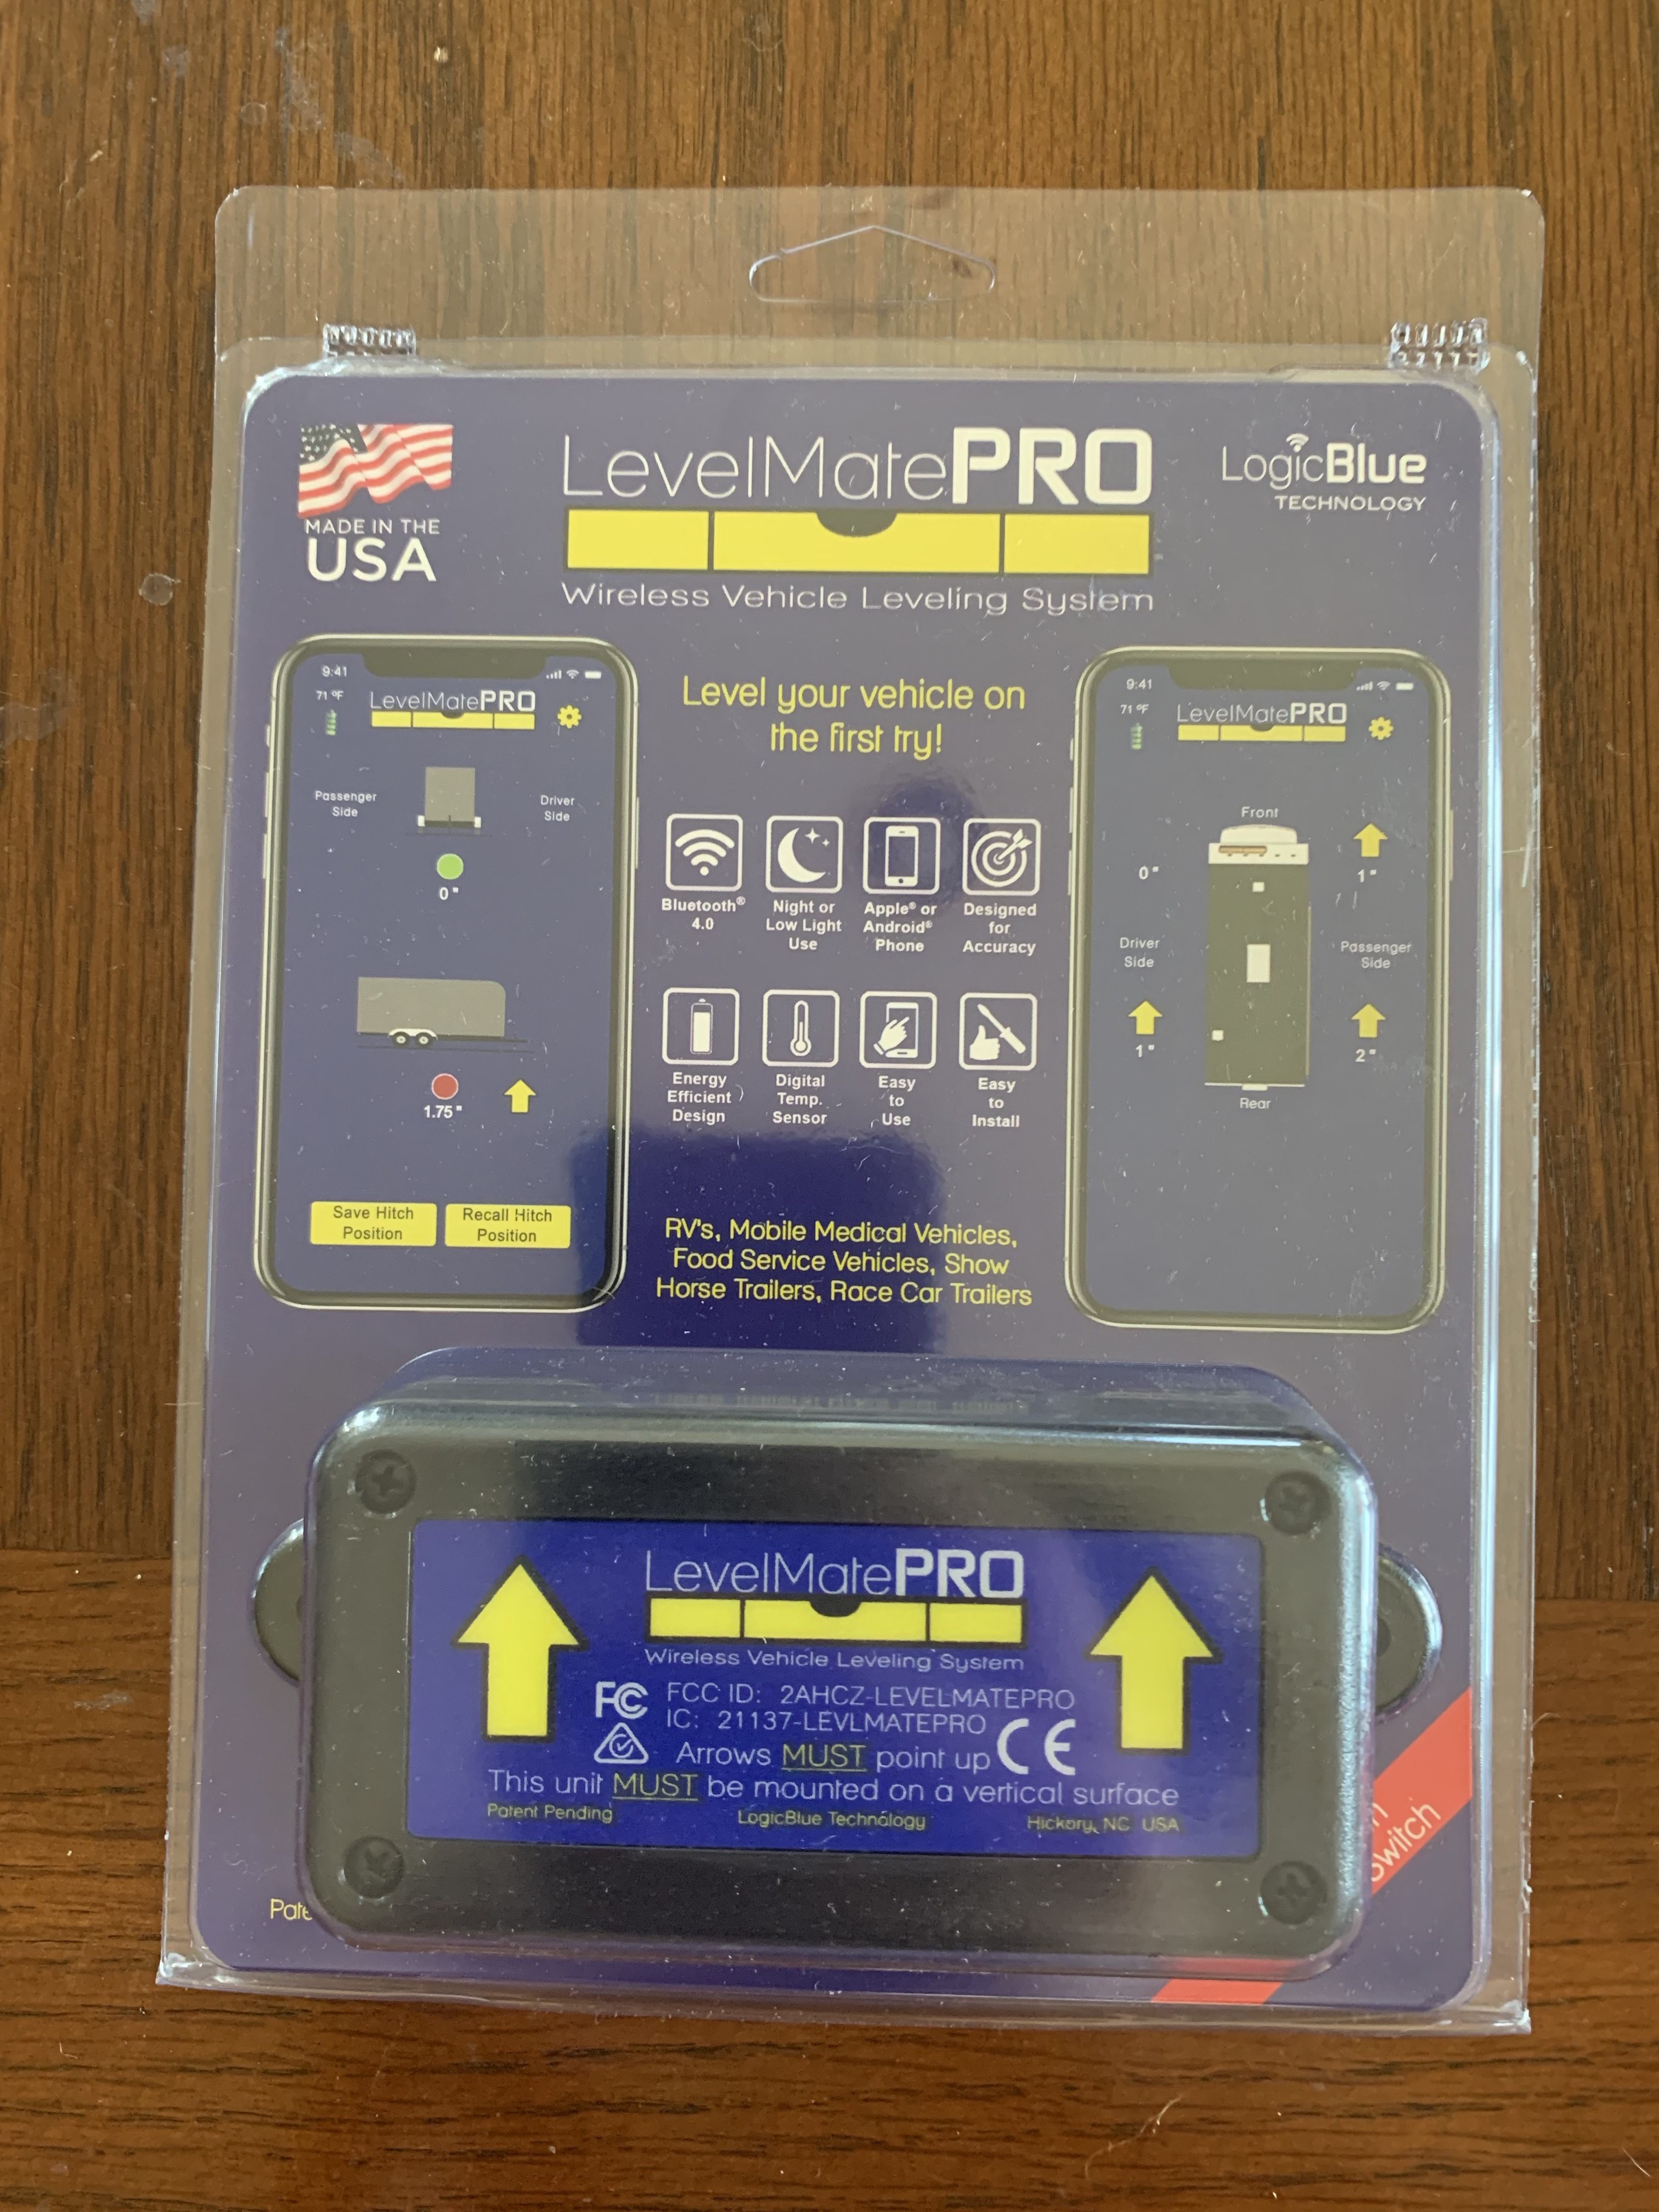 MADE IN THE
USA
LevelMatePRO
Wireless Vehicle Leveling System
LogicBlue
TECHNOLOGY
9:41
71 °F
LevelMatePRO
Passenger
Side
Driver
Side
0"
1.75"
Save Hitch
Position
Recall Hitch
Position
Level your vehicle on
the first try!
Bluetooth®
4.0
Night or
Low Light
Use
Apple® or
Android®
Phone
Designed
for
Accuracy
Energy
Efficient
Design
Digital
Temp.
Sensor
Easy
to
Use
Easy
to
Install
RV's, Mobile Medical Vehicles,
Food Service Vehicles, Show
Horse Trailers, Race Car Trailers
9:41
71 °F
LevelMatePRO
Front
0"
1"
Driver
Side
Passenger
Side
1"
2"
Rear
LevelMatePRO
Wireless Vehicle Leveling System
FC FCC ID: 2AHCZ-LEVELMATEPRO
IC: 21137-LEVLMATEPRO
Arrows MUST point up CE
This unit MUST be mounted on a vertical surface
Patent Pending LogicBlue Technology Hickory, NC USA
Switch